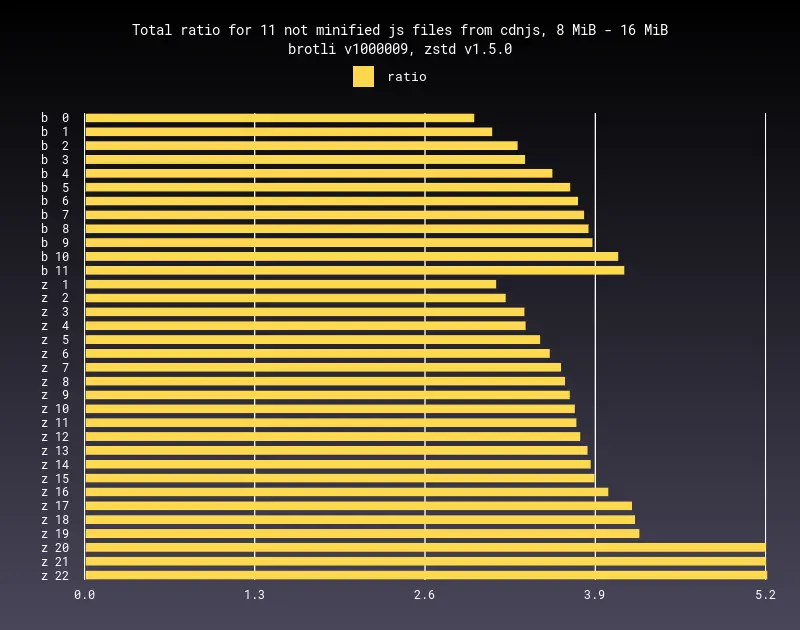 Total ratio for 11 not minified js files from cdnjs, 8 MiB - 16 MiB
brotli v1000009, zstd v1.5.0
ratio
b 0
b 1
b 2
b 3
b 4
b 5
b 6
b 7
b 8
b 9
b 10
b 11
z 1
z 2
z 3
z 4
z 5
z 6
z 7
z 8
z 9
z 10
z 11
z 12
z 13
z 14
z 15
z 16
z 17
z 18
z 19
z 20
z 21
z 22
0.0 1.3 2.6 3.9 5.2